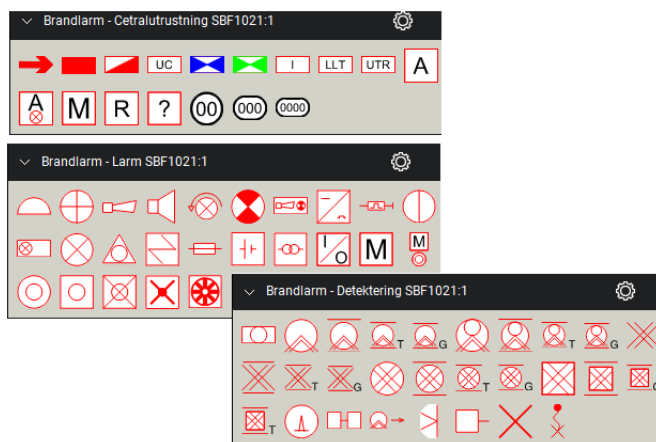 Brandlarm - Cetralutrustning SBF1021:1
UC I LLT UTR A
A M R ? 00 000 0000
Brandlarm - Larm SBF1021:1
I/O M M
Brandlarm - Detektering SBF1021:1
T G T G
T G T G G
T